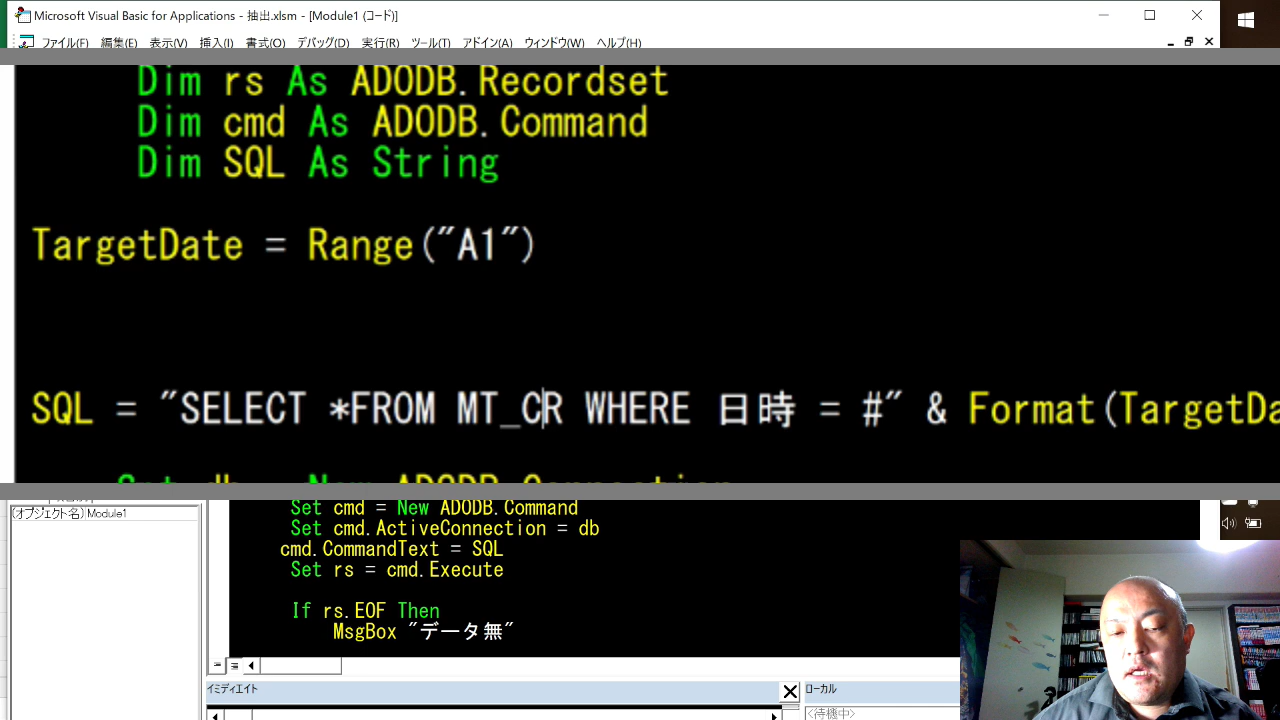 Microsoft Visual Basic for Applications - 抽出.xlsm - [Module1 (コード)]
ファイル(F) 編集(E) 表示(V) 挿入(I) 書式(O) デバッグ(D) 実行(R) ツール(T) アドイン(A) ウィンドウ(W) ヘルプ(H)
Dim rs As ADODB.Recordset
Dim cmd As ADODB.Command
Dim SQL As String
TargetDate = Range("A1")
SQL = "SELECT *FROM MT_CR WHERE 日時 = #" & Format(TargetDa
Set db = New ADODB.Connection
(オブジェクト名) Module1
Set cmd = New ADODB.Command
Set cmd.ActiveConnection = db
cmd.CommandText = SQL
Set rs = cmd.Execute
If rs.EOF Then
MsgBox "データ無"
イミディエイト
ローカル
<待機中>